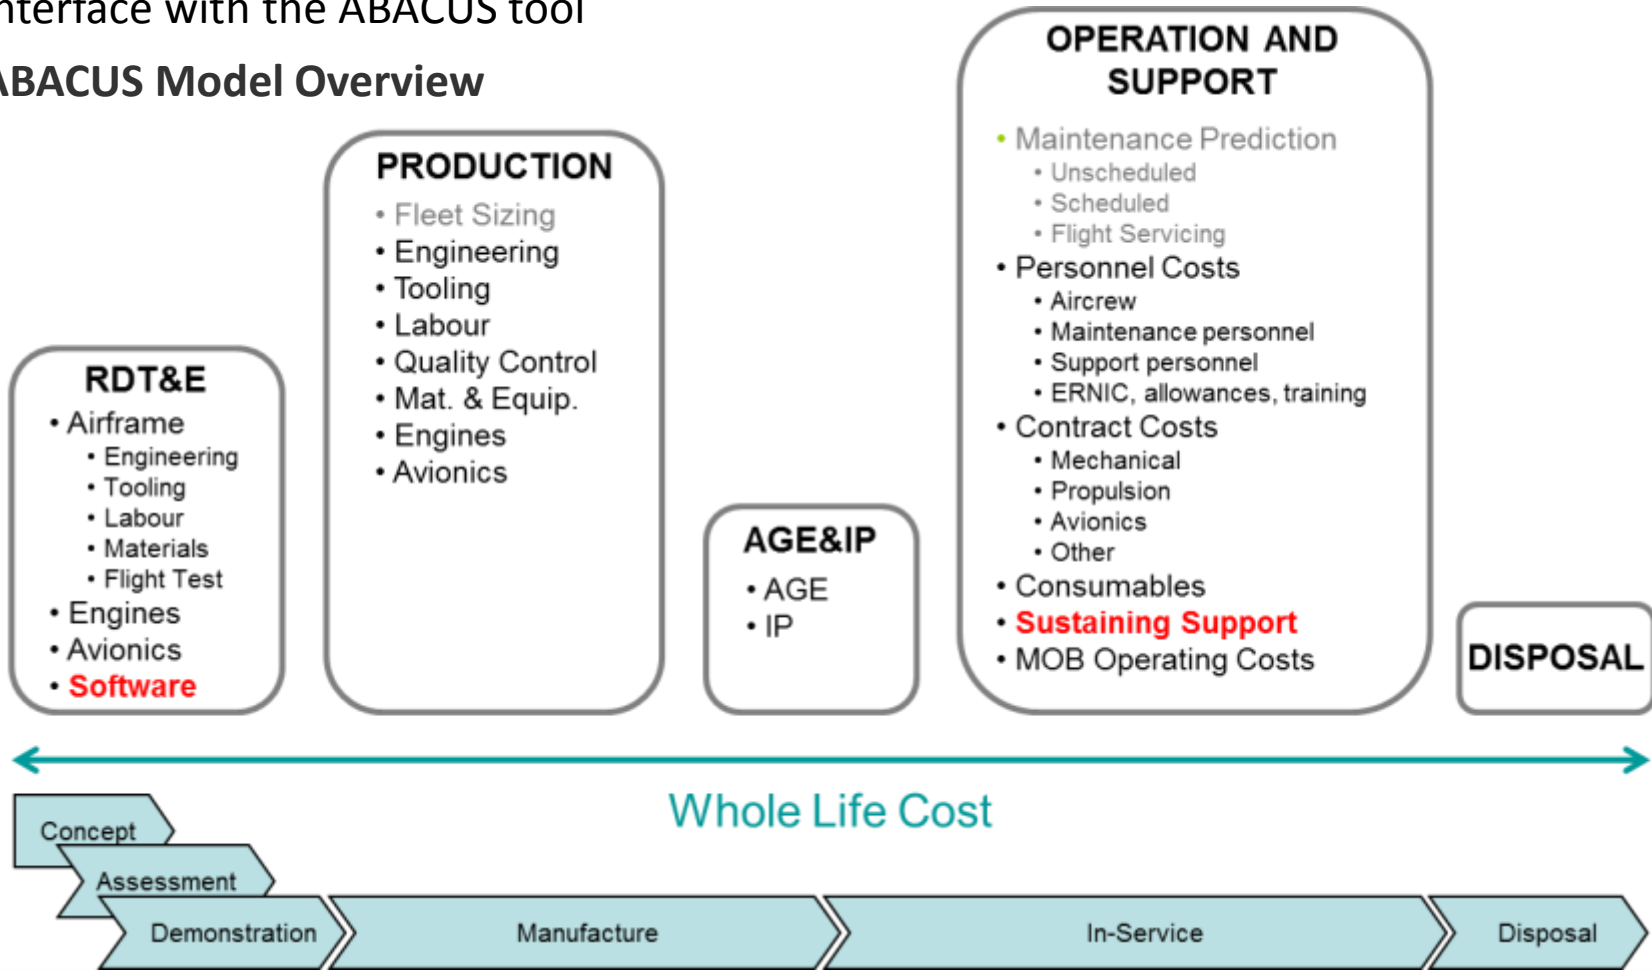 nterface with the ABACUS tool
ABACUS Model Overview
RDT&E
• Airframe
• Engineering
• Tooling
• Labour
• Materials
• Flight Test
• Engines
• Avionics
• Software
PRODUCTION
• Fleet Sizing
• Engineering
• Tooling
• Labour
• Quality Control
• Mat. & Equip.
• Engines
• Avionics
AGE&IP
• AGE
• IP
OPERATION AND
SUPPORT
• Maintenance Prediction
• Unscheduled
• Scheduled
• Flight Servicing
• Personnel Costs
• Aircrew
• Maintenance personnel
• Support personnel
• ERNIC, allowances, training
• Contract Costs
• Mechanical
• Propulsion
• Avionics
• Other
• Consumables
• Sustaining Support
• MOB Operating Costs
DISPOSAL
Whole Life Cost
Concept
Assessment
Demonstration
Manufacture
In-Service
Disposal